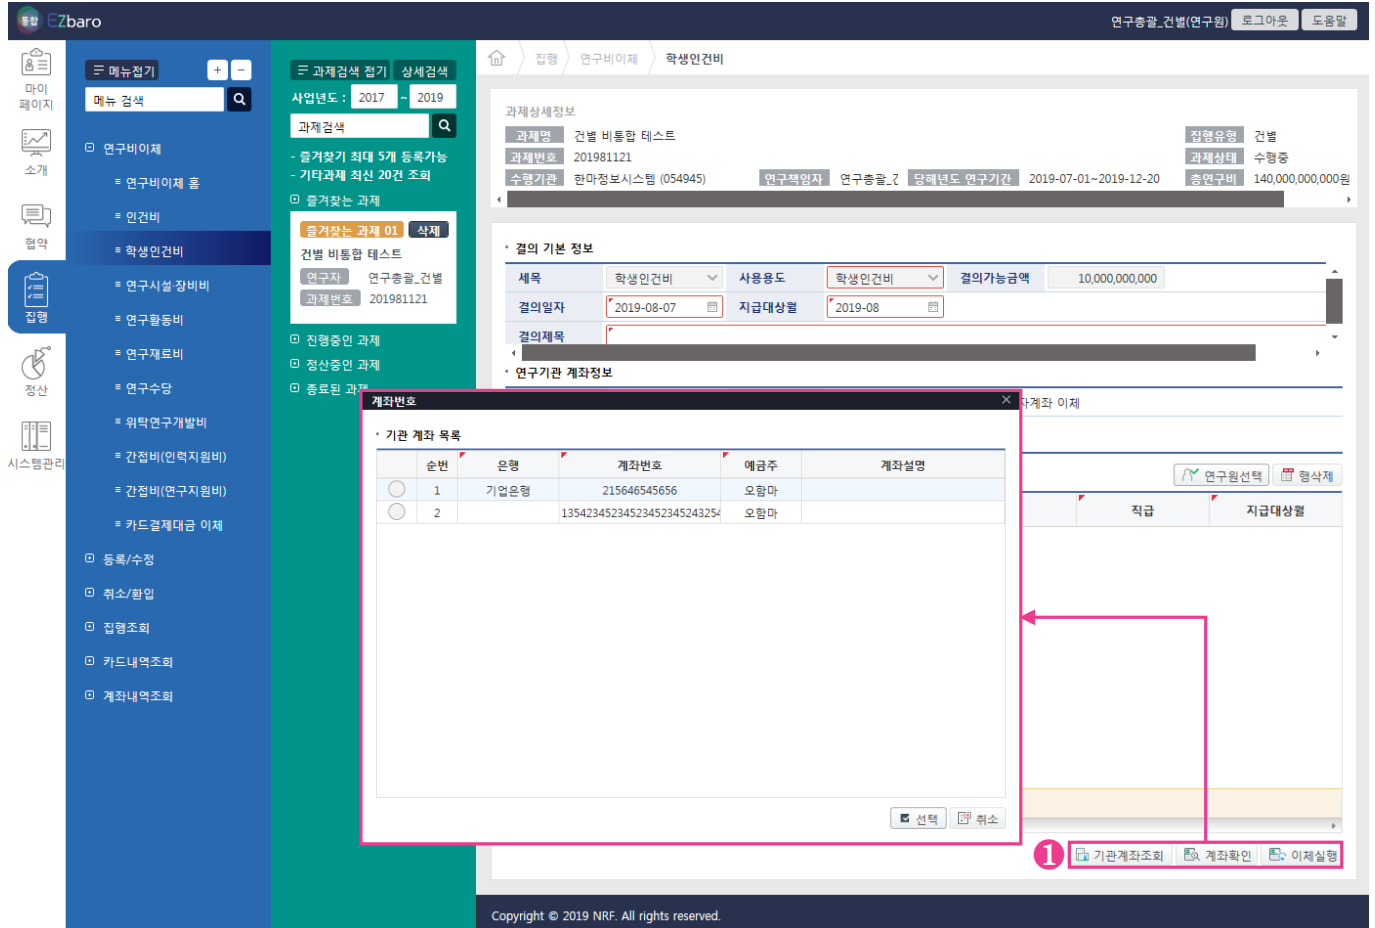 통합 EZbaro
연구총괄_건별(연구원) 로그아웃 도움말
마이
페이지
소개
협약
집행
정산
시스템관리
메뉴접기 + -
메뉴 검색
연구비이체
연구비이체 홈
인건비
학생인건비
연구시설·장비비
연구활동비
연구재료비
연구수당
위탁연구개발비
간접비(인력지원비)
간접비(연구지원비)
카드결제대금 이체
등록/수정
취소/환입
집행조회
카드내역조회
계좌내역조회
과제검색 접기 상세검색
사업년도 : 2017 ~ 2019
과제검색
- 즐겨찾기 최대 5개 등록가능
- 기타과제 최신 20건 조회
즐겨찾는 과제
즐겨찾는 과제 01 삭제
건별 비통합 테스트
연구자 연구총괄_건별
과제번호 201981121
진행중인 과제
정산중인 과제
종료된 과제
집행 연구비이체 학생인건비
과제상세정보
과제명 건별 비통합 테스트 집행유형 건별
과제번호 201981121 과제상태 수행중
수행기관 한마정보시스템 (054945) 연구책임자 연구총괄_ 당해년도 연구기간 2019-07-01~2019-12-20 총연구비 140,000,000,000원
결의 기본 정보
세목 학생인건비 사용용도 학생인건비 결의가능금액 10,000,000,000
결의일자 2019-08-07 지급대상월 2019-08
결의제목
연구기관 계좌정보
자계좌 이체
연구원선택 행삭제
직급 지급대상월
계좌번호 ×
기관 계좌 목록
순번 은행 계좌번호 예금주 계좌설명
1 기업은행 215646545656 오함마
2 13542345234523452345243254 오함마
선택 취소
1 기관계좌조회 계좌확인 이체실행
Copyright © 2019 NRF. All rights reserved.